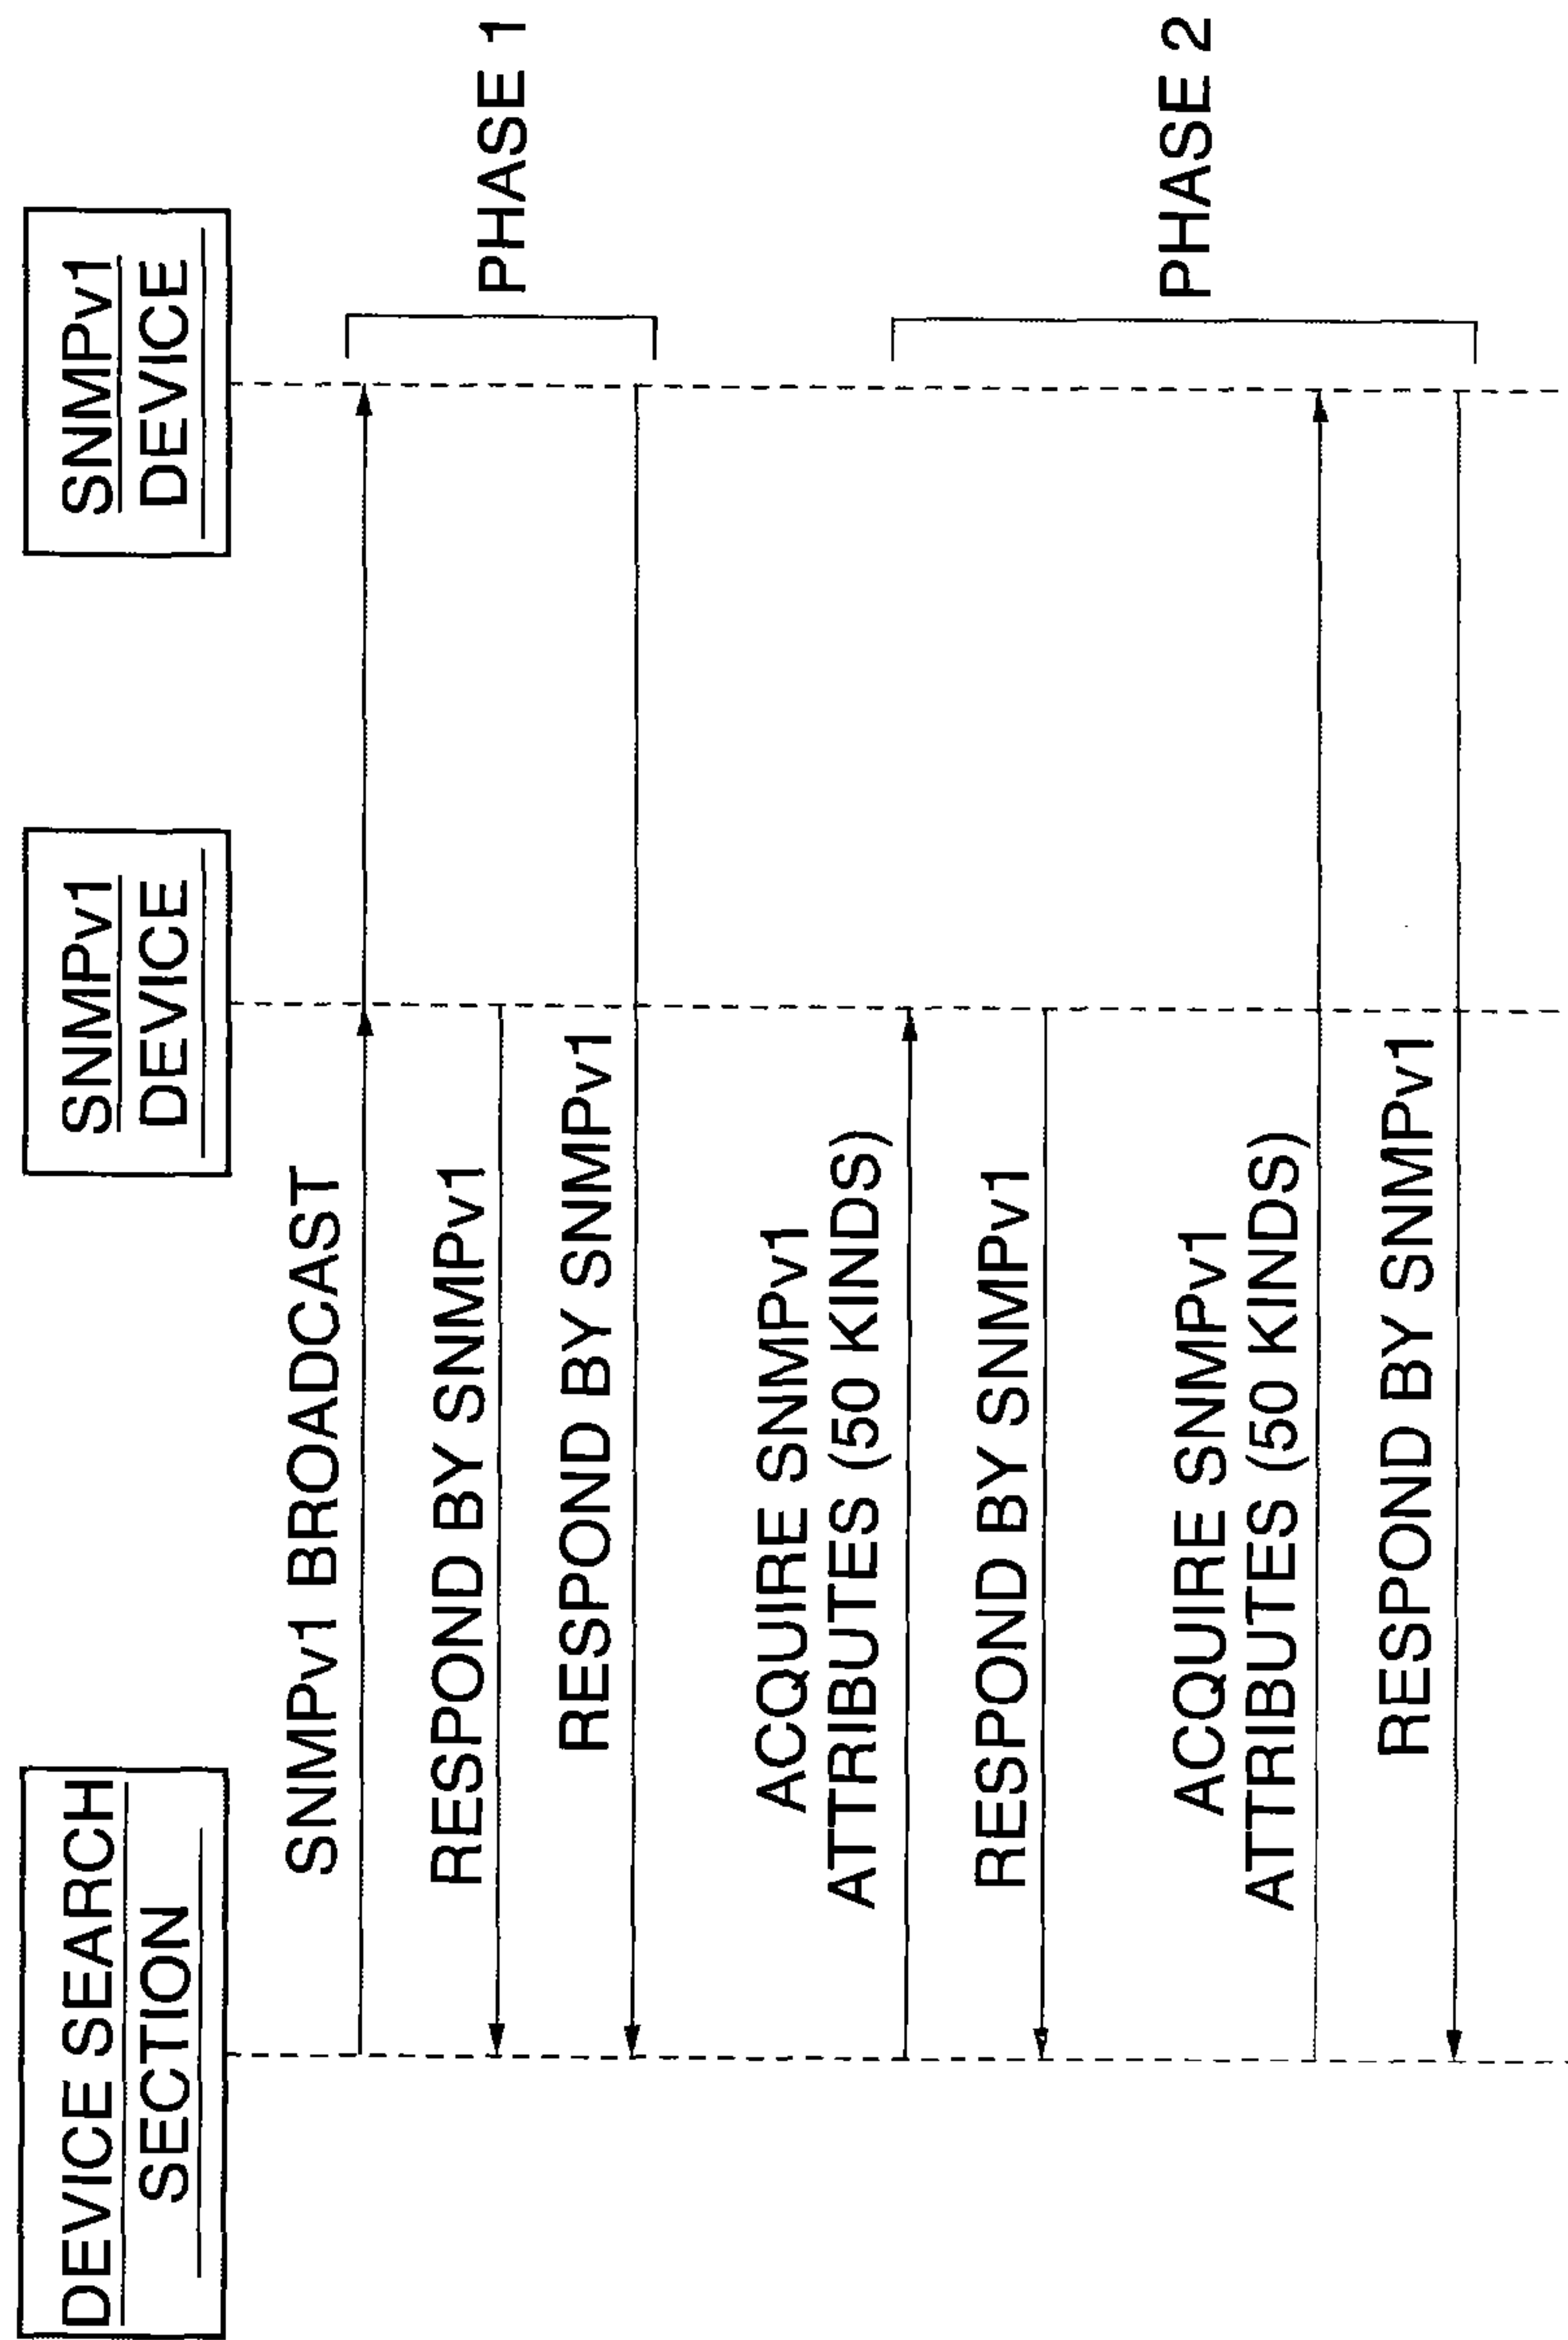 DEVICE SEARCH
SECTION
SNMPv1
DEVICE
SNMPv1
DEVICE
SNMPv1 BROADCAST
RESPOND BY SNMPv1
RESPOND BY SNMPv1
PHASE 1
ACQUIRE SNMPv1
ATTRIBUTES (50 KINDS)
RESPOND BY SNMPv1
ACQUIRE SNMPv1
ATTRIBUTES (50 KINDS)
RESPOND BY SNMPv1
PHASE 2